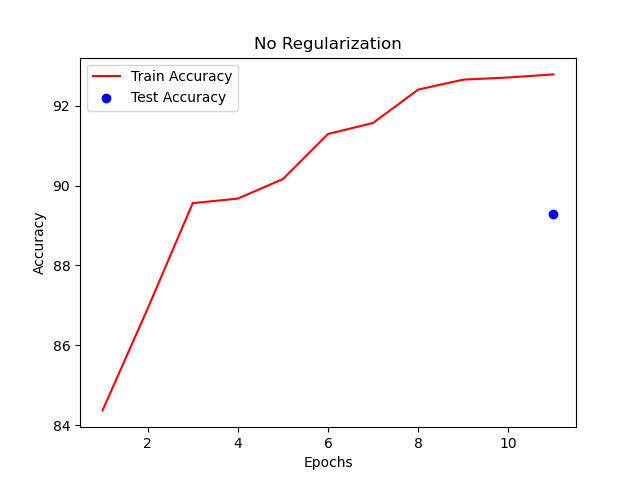 No Regularization
Train Accuracy
Test Accuracy
92
90
88
86
84
Accuracy
2 4 6 8 10
Epochs